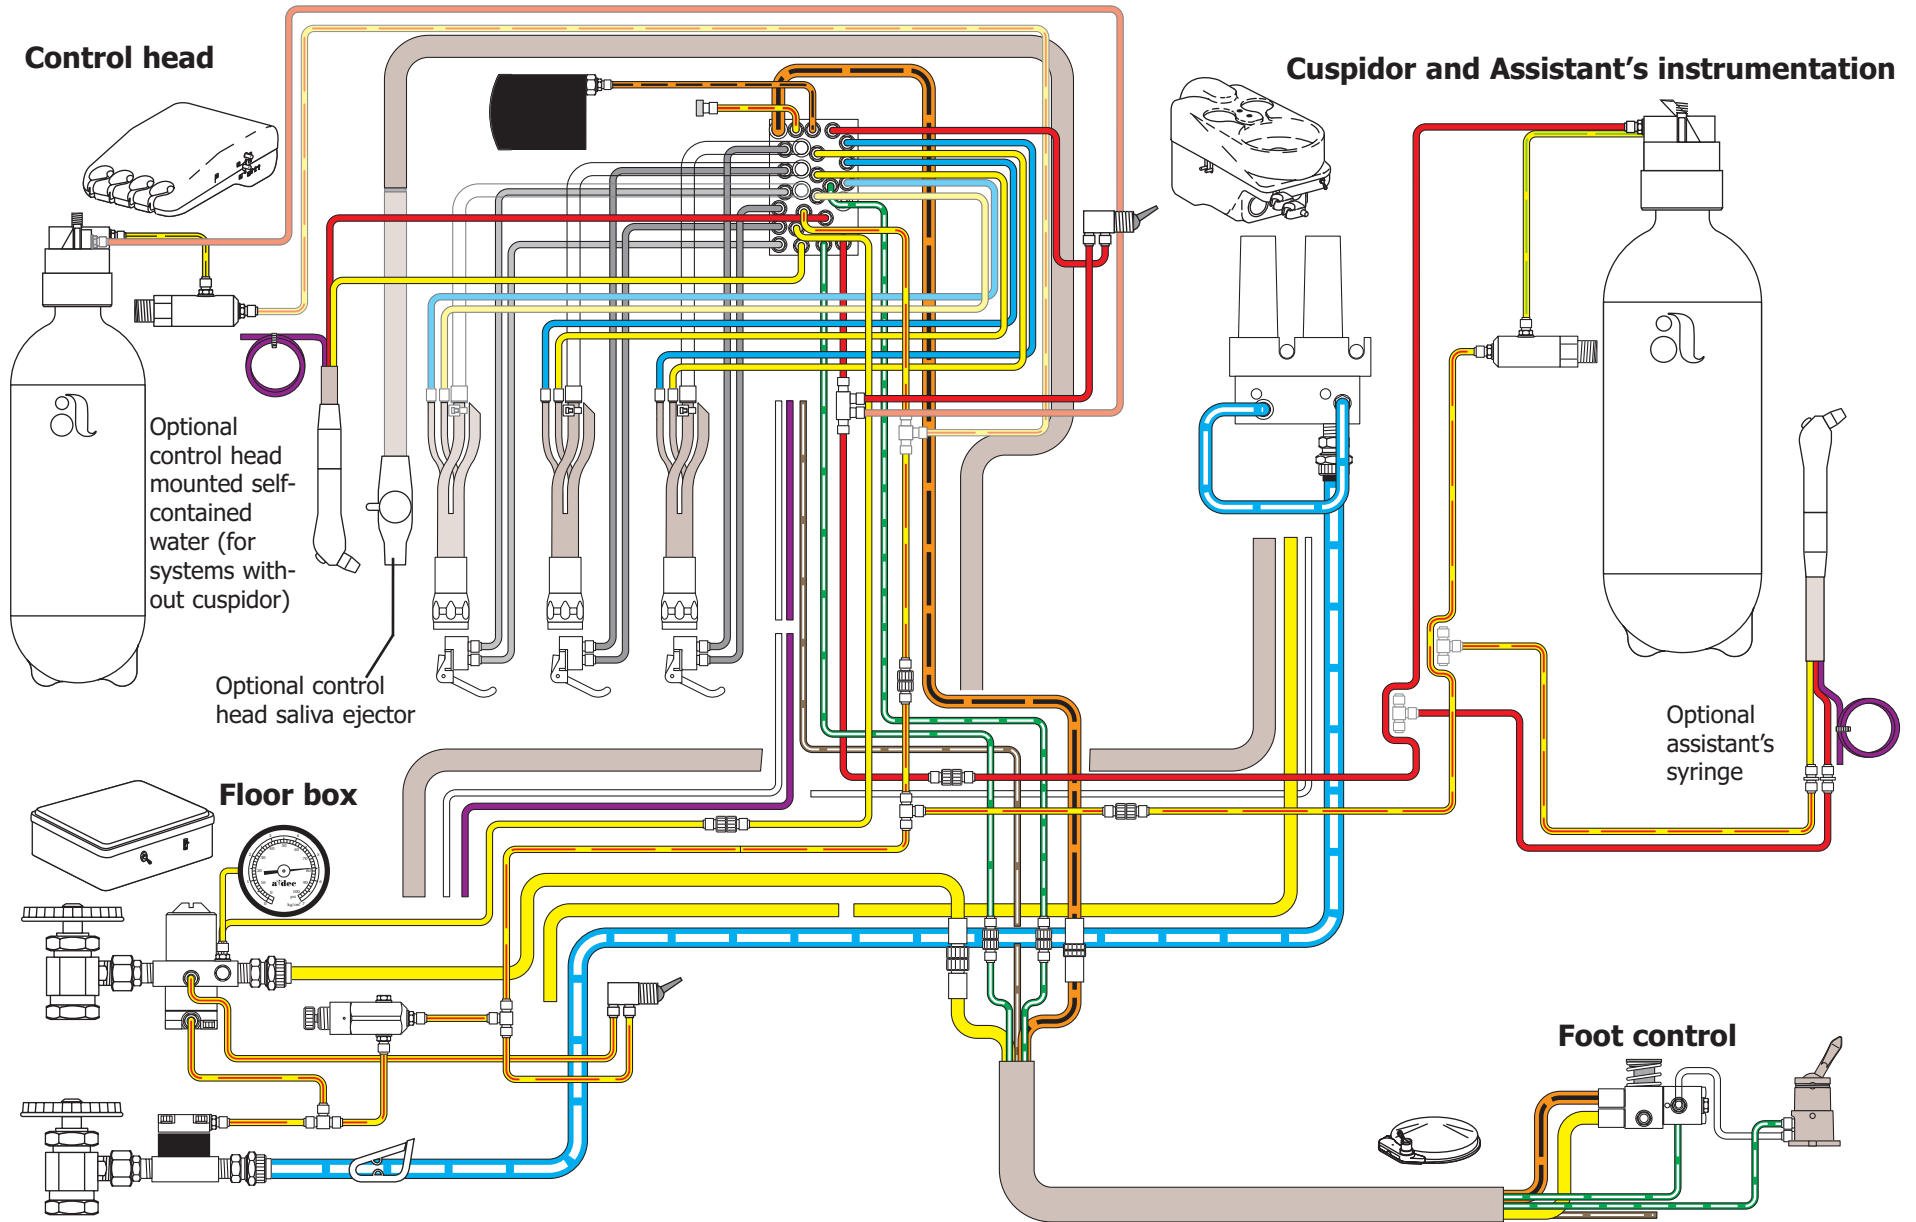 Control head
Cuspidor and Assistant’s instrumentation
Optional
control head
mounted self-
contained
water (for
systems with-
out cuspidor)
Optional control
head saliva ejector
Optional
assistant’s
syringe
Floor box
a dec
Foot control